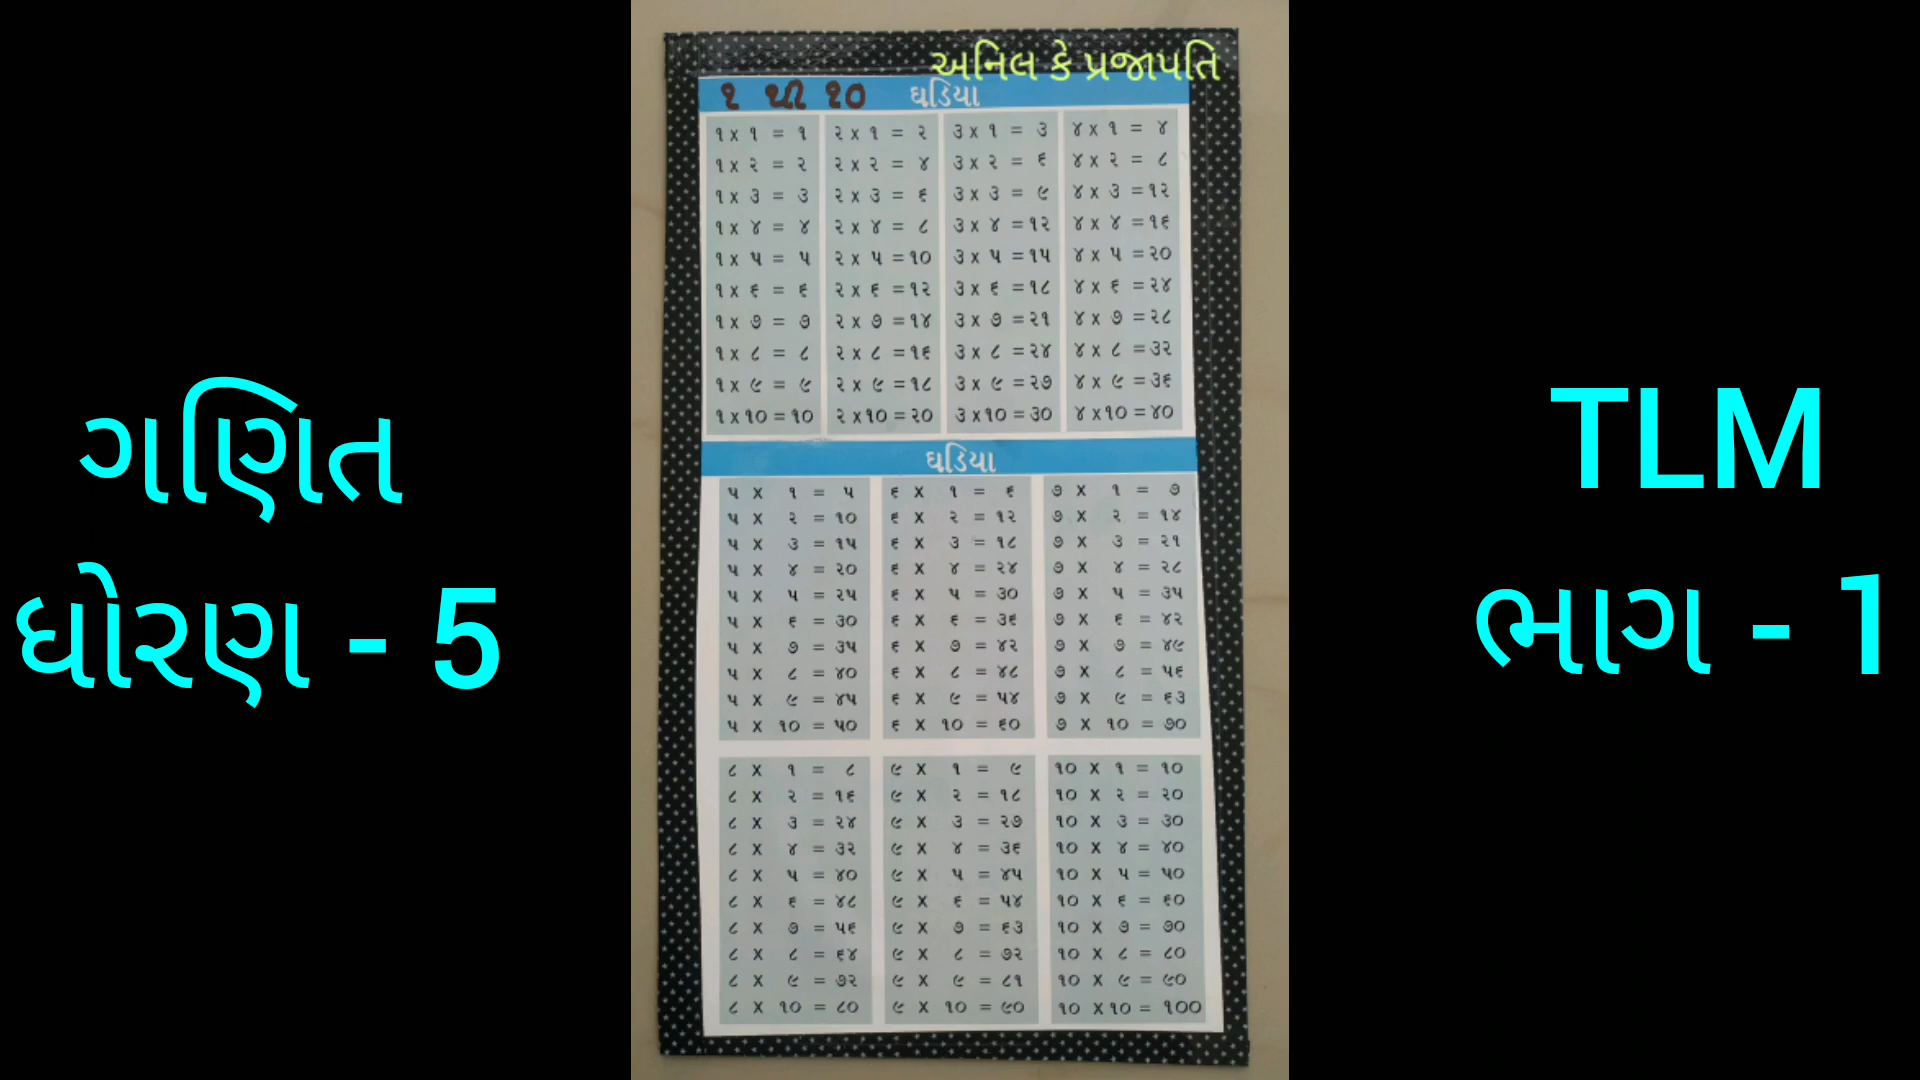 અનિલ કે પ્રજાપતિ
૧ થી ૧૦ ઘડિયા
૧ x ૧ = ૧ ૨ x ૧ = ૨ ૩ x ૧ = ૩ ૪ x ૧ = ૪
૧ x ૨ = ૨ ૨ x ૨ = ૪ ૩ x ૨ = ૬ ૪ x ૨ = ૮
૧ x ૩ = ૩ ૨ x ૩ = ૬ ૩ x ૩ = ૯ ૪ x ૩ = ૧૨
૧ x ૪ = ૪ ૨ x ૪ = ૮ ૩ x ૪ = ૧૨ ૪ x ૪ = ૧૬
૧ x ૫ = ૫ ૨ x ૫ = ૧૦ ૩ x ૫ = ૧૫ ૪ x ૫ = ૨૦
૧ x ૬ = ૬ ૨ x ૬ = ૧૨ ૩ x ૬ = ૧૮ ૪ x ૬ = ૨૪
૧ x ૭ = ૭ ૨ x ૭ = ૧૪ ૩ x ૭ = ૨૧ ૪ x ૭ = ૨૮
૧ x ૮ = ૮ ૨ x ૮ = ૧૬ ૩ x ૮ = ૨૪ ૪ x ૮ = ૩૨
૧ x ૯ = ૯ ૨ x ૯ = ૧૮ ૩ x ૯ = ૨૭ ૪ x ૯ = ૩૬
૧ x ૧૦ = ૧૦ ૨ x ૧૦ = ૨૦ ૩ x ૧૦ = ૩૦ ૪ x ૧૦ = ૪૦
ઘડિયા
૫ X ૧ = ૫ ૬ X ૧ = ૬ ૭ X ૧ = ૭
૫ X ૨ = ૧૦ ૬ X ૨ = ૧૨ ૭ X ૨ = ૧૪
૫ X ૩ = ૧૫ ૬ X ૩ = ૧૮ ૭ X ૩ = ૨૧
૫ X ૪ = ૨૦ ૬ X ૪ = ૨૪ ૭ X ૪ = ૨૮
૫ X ૫ = ૨૫ ૬ X ૫ = ૩૦ ૭ X ૫ = ૩૫
૫ X ૬ = ૩૦ ૬ X ૬ = ૩૬ ૭ X ૬ = ૪૨
૫ X ૭ = ૩૫ ૬ X ૭ = ૪૨ ૭ X ૭ = ૪૯
૫ X ૮ = ૪૦ ૬ X ૮ = ૪૮ ૭ X ૮ = ૫૬
૫ X ૯ = ૪૫ ૬ X ૯ = ૫૪ ૭ X ૯ = ૬૩
૫ X ૧૦ = ૫૦ ૬ X ૧૦ = ૬૦ ૭ X ૧૦ = ૭૦
૮ X ૧ = ૮ ૯ X ૧ = ૯ ૧૦ X ૧ = ૧૦
૮ X ૨ = ૧૬ ૯ X ૨ = ૧૮ ૧૦ X ૨ = ૨૦
૮ X ૩ = ૨૪ ૯ X ૩ = ૨૭ ૧૦ X ૩ = ૩૦
૮ X ૪ = ૩૨ ૯ X ૪ = ૩૬ ૧૦ X ૪ = ૪૦
૮ X ૫ = ૪૦ ૯ X ૫ = ૪૫ ૧૦ X ૫ = ૫૦
૮ X ૬ = ૪૮ ૯ X ૬ = ૫૪ ૧૦ X ૬ = ૬૦
૮ X ૭ = ૫૬ ૯ X ૭ = ૬૩ ૧૦ X ૭ = ૭૦
૮ X ૮ = ૬૪ ૯ X ૮ = ૭૨ ૧૦ X ૮ = ૮૦
૮ X ૯ = ૭૨ ૯ X ૯ = ૮૧ ૧૦ X ૯ = ૯૦
૮ X ૧૦ = ૮૦ ૯ X ૧૦ = ૯૦ ૧૦ X ૧૦ = ૧૦૦
ગણિત
ધોરણ - 5
TLM
ભાગ - 1